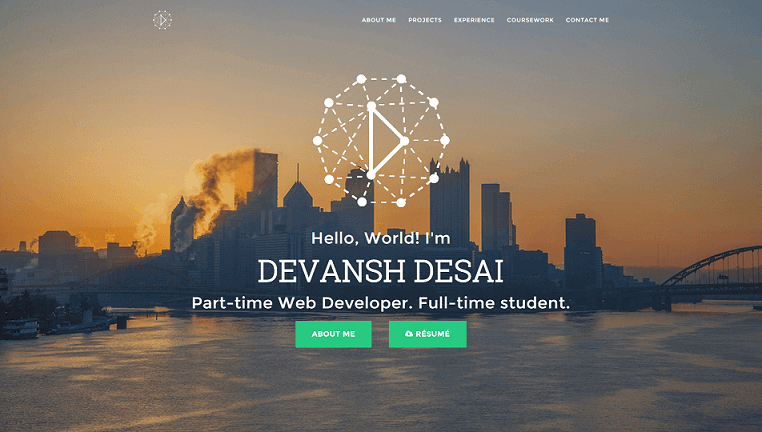 ABOUT ME
PROJECTS
EXPERIENCE
COURSEWORK
CONTACT ME
Hello, World! I'm
DEVANSH DESAI
Part-time Web Developer. Full-time student.
ABOUT ME
RÉSUMÉ